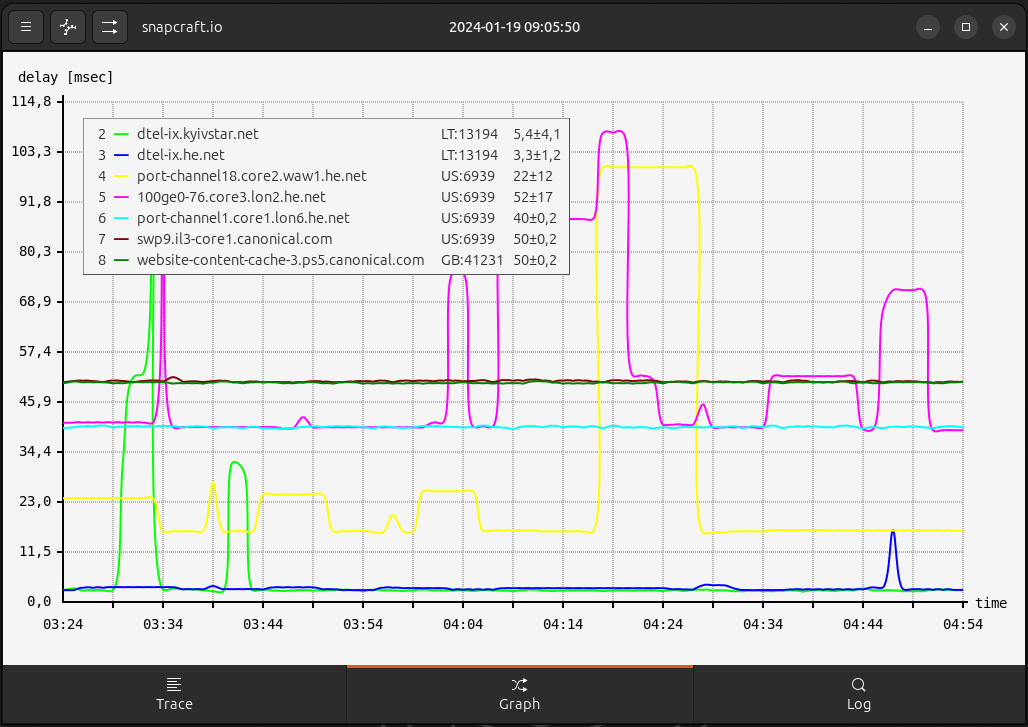 snapcraft.io 2024-01-19 09:05:50
delay [msec]
114,8
2 dtel-ix.kyivstar.net LT:13194 5,4±4,1
103,3
3 dtel-ix.he.net LT:13194 3,3±1,2
4 port-channel18.core2.waw1.he.net US:6939 22±12
5 100ge0-76.core3.lon2.he.net US:6939 52±17
91,8
6 port-channel1.core1.lon6.he.net US:6939 40±0,2
7 swp9.il3-core1.canonical.com US:6939 50±0,2
80,3
8 website-content-cache-3.ps5.canonical.com GB:41231 50±0,2
68,9
57,4
45,9
34,4
23,0
11,5
0,0
time
03:24 03:34 03:44 03:54 04:04 04:14 04:24 04:34 04:44 04:54
Trace Graph Log